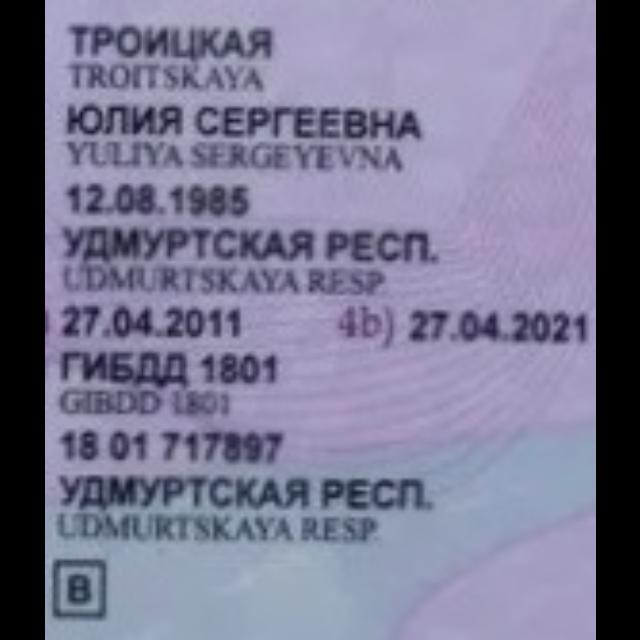 ТРОИЦКАЯ
TROITSKAYA
ЮЛИЯ СЕРГЕЕВНА
YULIYA SERGEYEVNA
12.08.1985
УДМУРТСКАЯ РЕСП.
UDMURTSKAYA RESP.
27.04.2011 4b) 27.04.2021
ГИБДД 1801
GIBDD 1801
18 01 717897
УДМУРТСКАЯ РЕСП.
UDMURTSKAYA RESP.
B